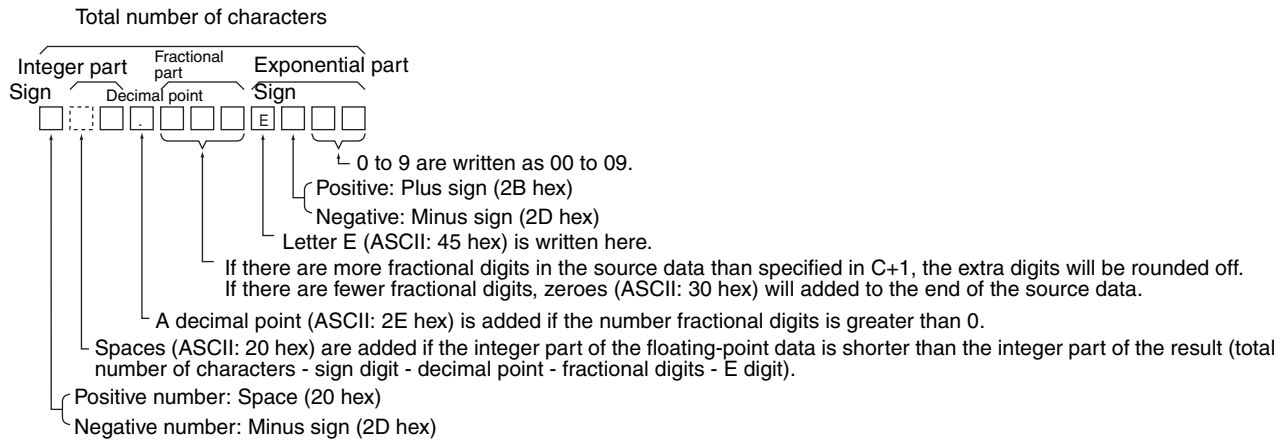 Total number of characters
Integer part
Fractional
part
Exponential part
Sign
Decimal point
Sign
.
E
0 to 9 are written as 00 to 09.
Positive: Plus sign (2B hex)
Negative: Minus sign (2D hex)
Letter E (ASCII: 45 hex) is written here.
If there are more fractional digits in the source data than specified in C+1, the extra digits will be rounded off.
If there are fewer fractional digits, zeroes (ASCII: 30 hex) will added to the end of the source data.
A decimal point (ASCII: 2E hex) is added if the number fractional digits is greater than 0.
Spaces (ASCII: 20 hex) are added if the integer part of the floating-point data is shorter than the integer part of the result (total
number of characters - sign digit - decimal point - fractional digits - E digit).
Positive number: Space (20 hex)
Negative number: Minus sign (2D hex)